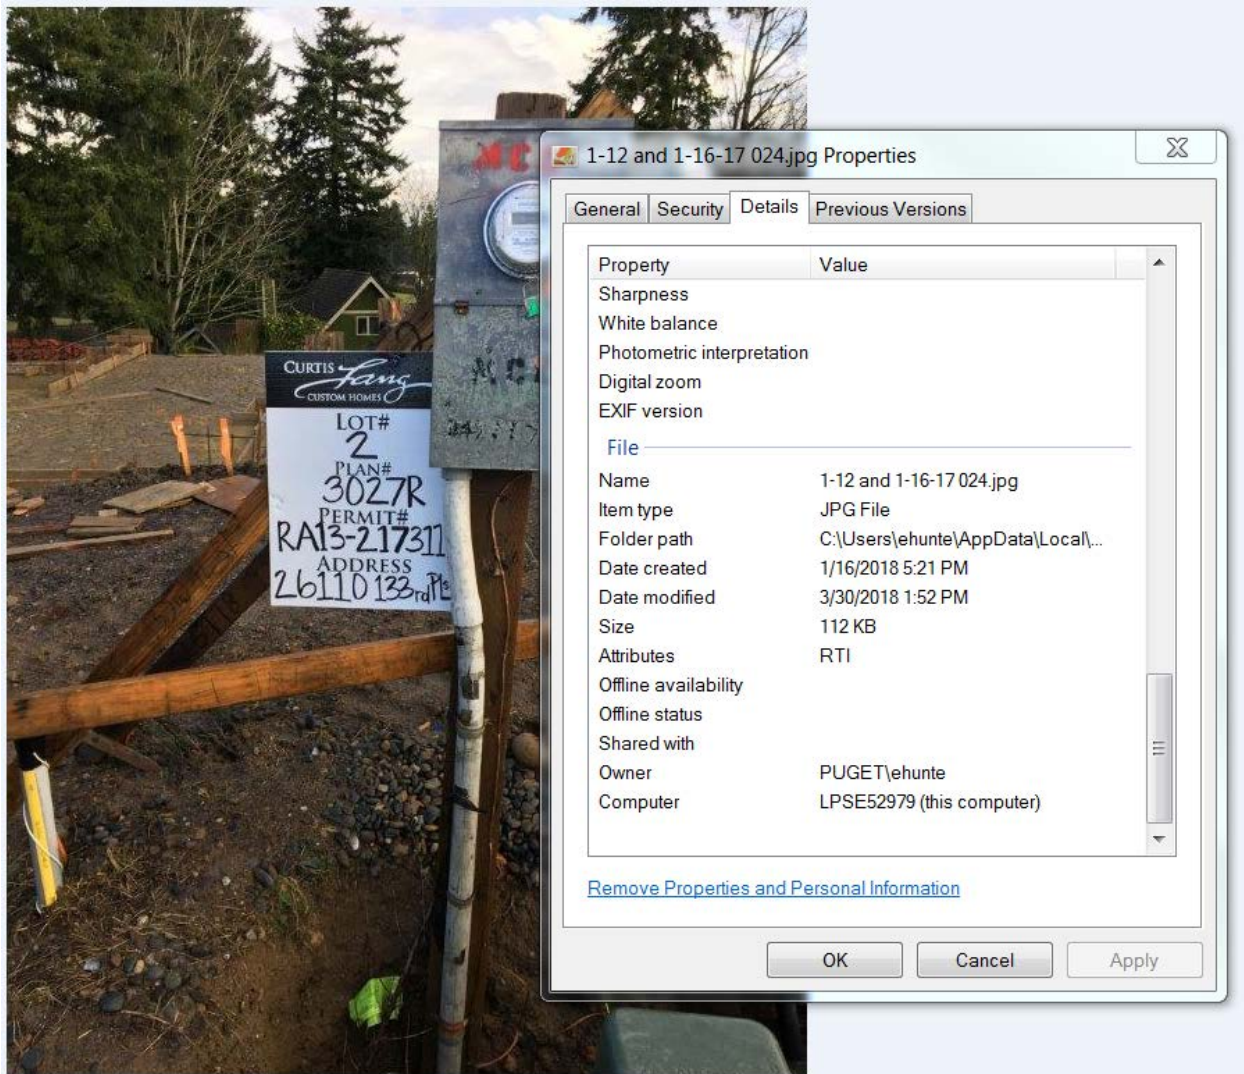 MC
CURTIS
Lang
CUSTOM HOMES
LOT#
2
PLAN#
3027R
PERMIT#
RA13-217311
ADDRESS
26110 133rd Pl
1-12 and 1-16-17 024.jpg Properties
General Security Details Previous Versions
Property Value
Sharpness
White balance
Photometric interpretation
Digital zoom
EXIF version
File
Name 1-12 and 1-16-17 024.jpg
Item type JPG File
Folder path C:\Users\ehunte\AppData\Local\...
Date created 1/16/2018 5:21 PM
Date modified 3/30/2018 1:52 PM
Size 112 KB
Attributes RTI
Offline availability
Offline status
Shared with
Owner PUGET\ehunte
Computer LPSE52979 (this computer)
Remove Properties and Personal Information
OK Cancel Apply